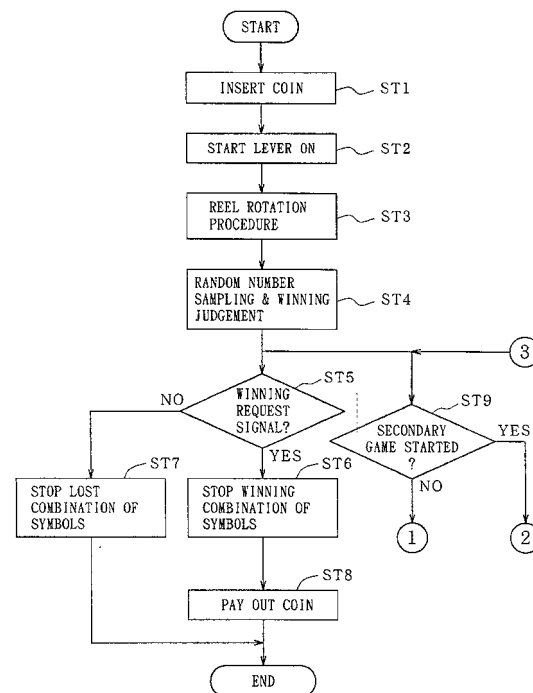 START
INSERT COIN
ST1
START LEVER ON
ST2
REEL ROTATION
PROCEDURE
ST3
RANDOM NUMBER
SAMPLING & WINNING
JUDGEMENT
ST4
3
ST5
WINNING
REQUEST
SIGNAL?
NO
YES
ST9
SECONDARY
GAME STARTED
?
YES
NO
ST7
STOP LOST
COMBINATION OF
SYMBOLS
ST6
STOP WINNING
COMBINATION OF
SYMBOLS
1
2
ST8
PAY OUT COIN
END